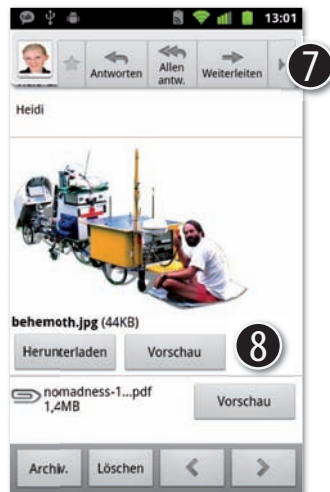 13:01
Antworten
Allen
antw.
Weiterleiten
7
Heidi
behemoth.jpg (44KB)
Herunterladen
Vorschau
8
nomadness-1...pdf
1,4MB
Vorschau
Archiv.
Löschen